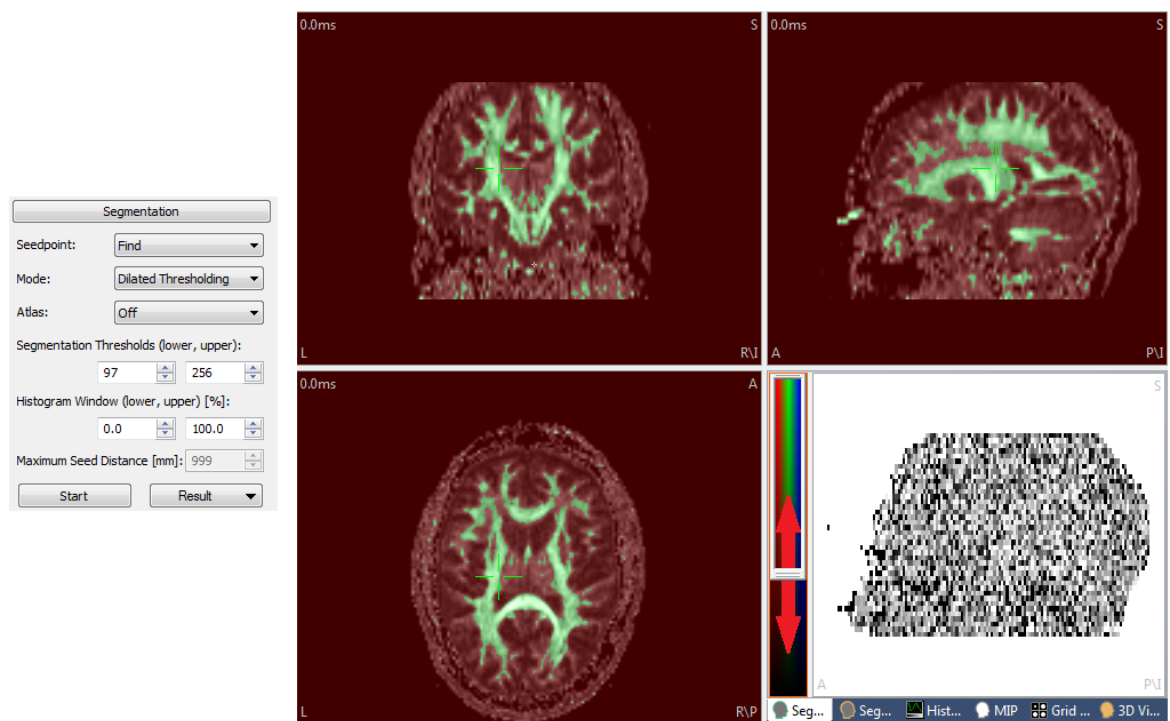 Segmentation
Seedpoint: Find
Mode: Dilated Thresholding
Atlas: Off
Segmentation Thresholds (lower, upper):
97 256
Histogram Window (lower, upper) [%]:
0.0 100.0
Maximum Seed Distance [mm]: 999
Start Result
0.0ms S
L R\I
0.0ms S
A P\I
0.0ms A
L R\P
S
A P\I
Seg... Seg... Hist... MIP Grid ... 3D Vi...